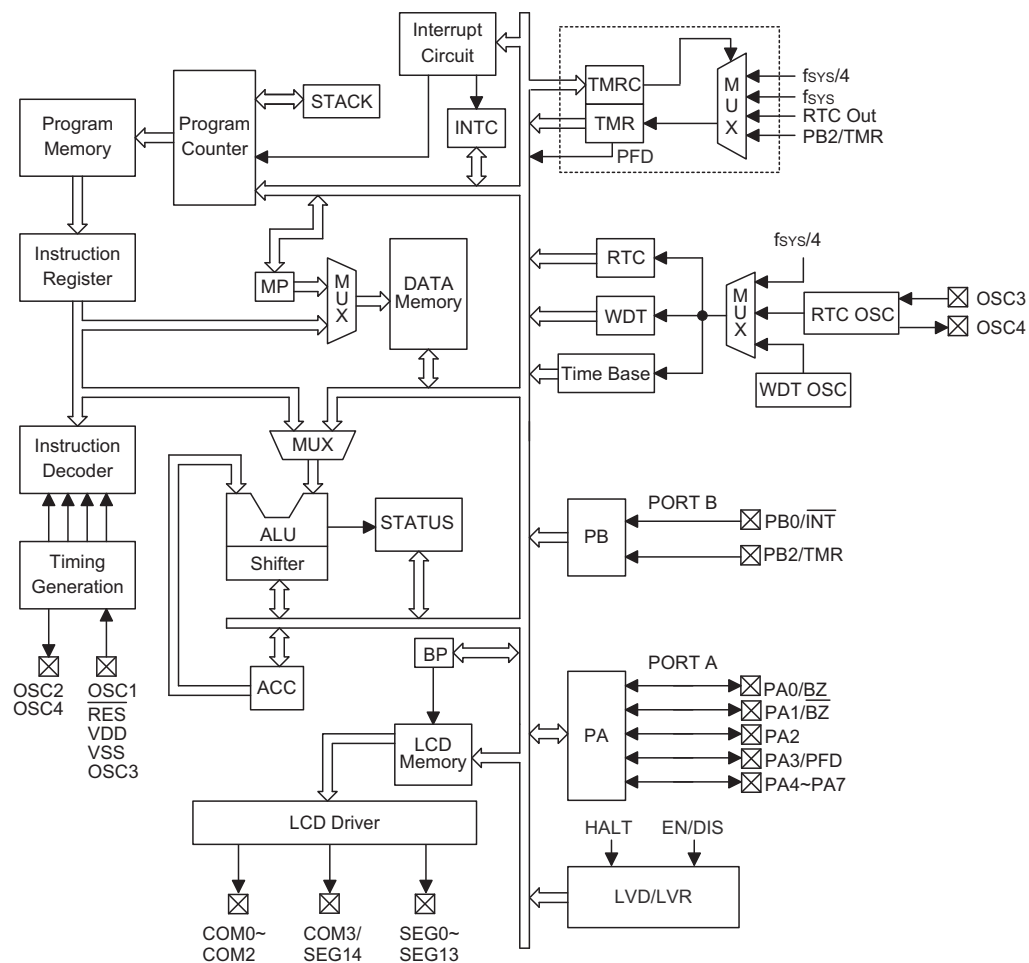 Interrupt
Circuit
STACK
Program
Memory
Program
Counter
INTC
TMRC
TMR
PFD
MUX
fSYS/4
fSYS
RTC Out
PB2/TMR
Instruction
Register
MP
MUX
DATA
Memory
RTC
WDT
Time Base
fSYS/4
MUX
RTC OSC
OSC3
OSC4
WDT OSC
Instruction
Decoder
MUX
ALU
Shifter
STATUS
PORT B
PB
PB0/I̅N̅T̅
PB2/TMR
Timing
Generation
OSC2
OSC4
OSC1
R̅E̅S̅
VDD
VSS
OSC3
ACC
BP
LCD
Memory
PORT A
PA
PA0/BZ
PA1/B̅Z̅
PA2
PA3/PFD
PA4~PA7
LCD Driver
HALT
EN/DIS
LVD/LVR
COM0~
COM2
COM3/
SEG14
SEG0~
SEG13